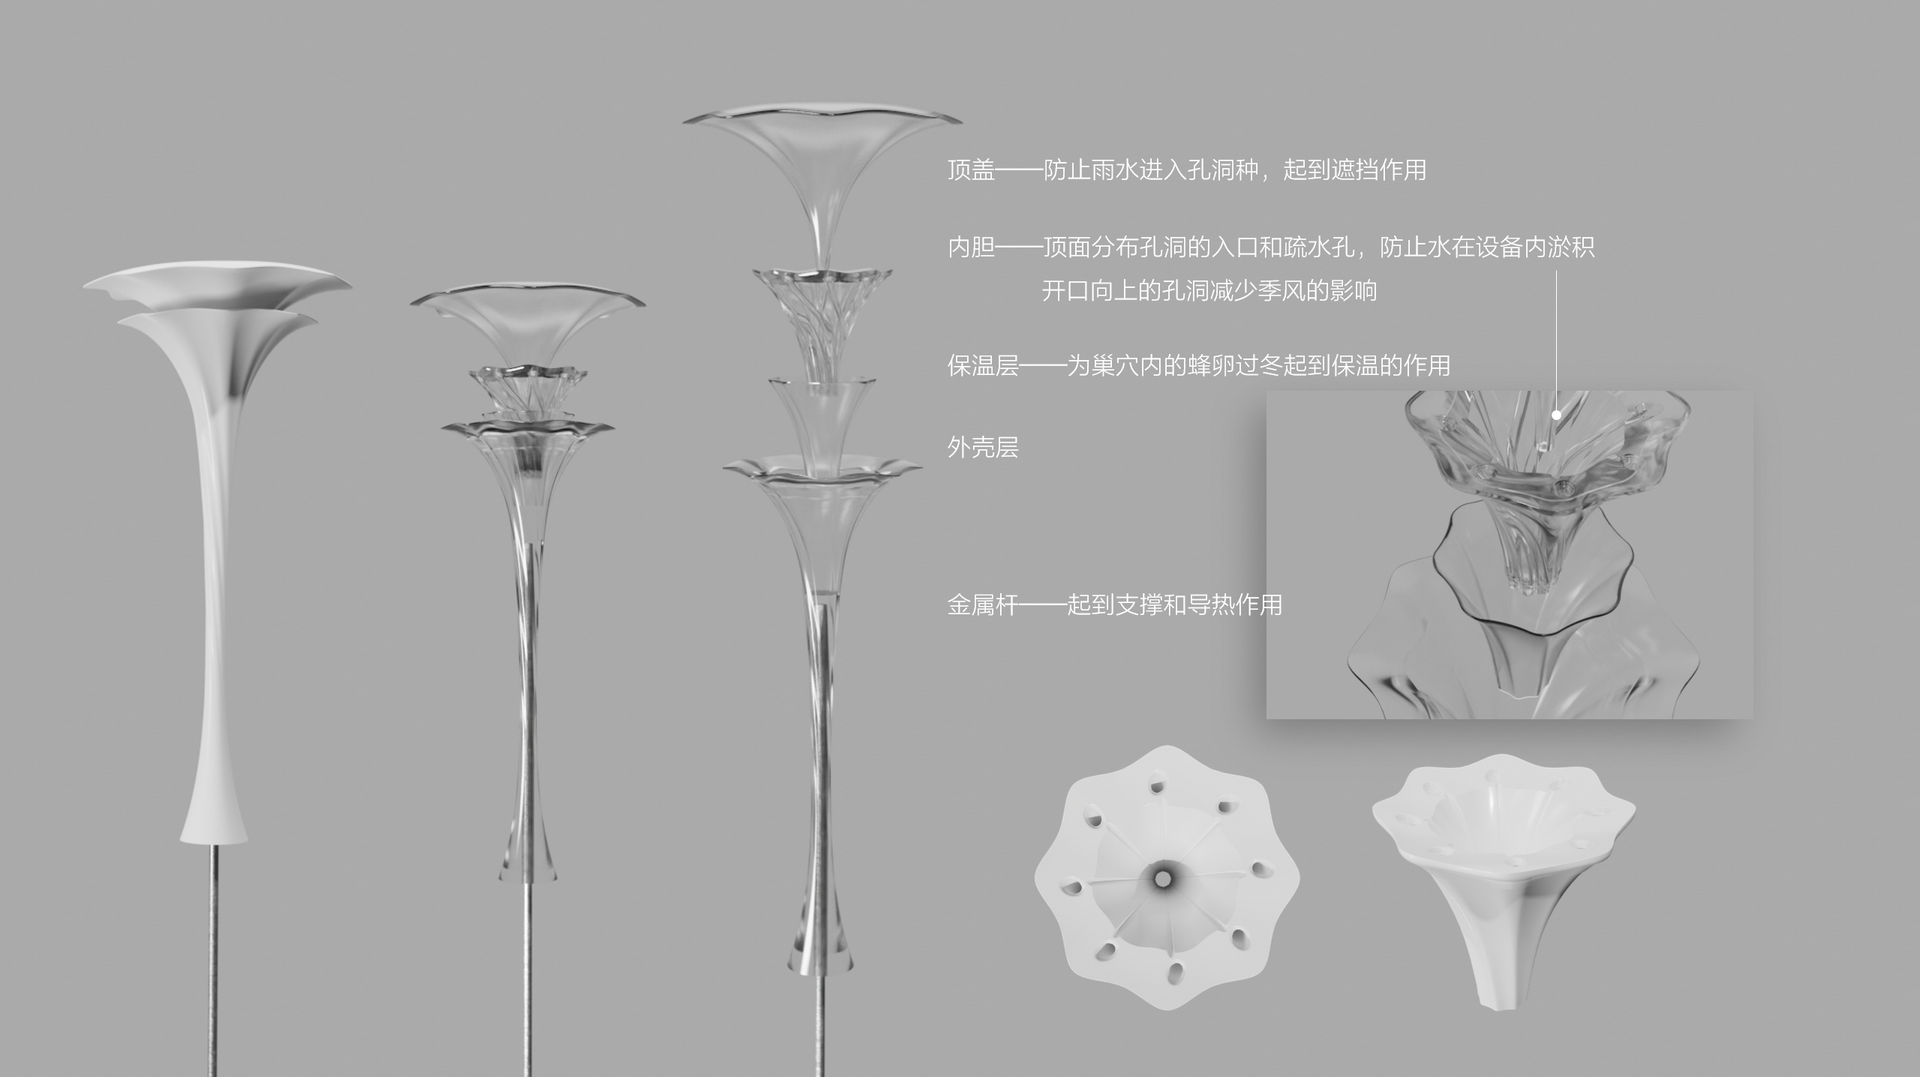 顶盖——防止雨水进入孔洞种，起到遮挡作用
内胆——顶面分布孔洞的入口和疏水孔，防止水在设备内淤积
开口向上的孔洞减少季风的影响
保温层——为巢穴内的蜂卵过冬起到保温的作用
外壳层
金属杆——起到支撑和导热作用